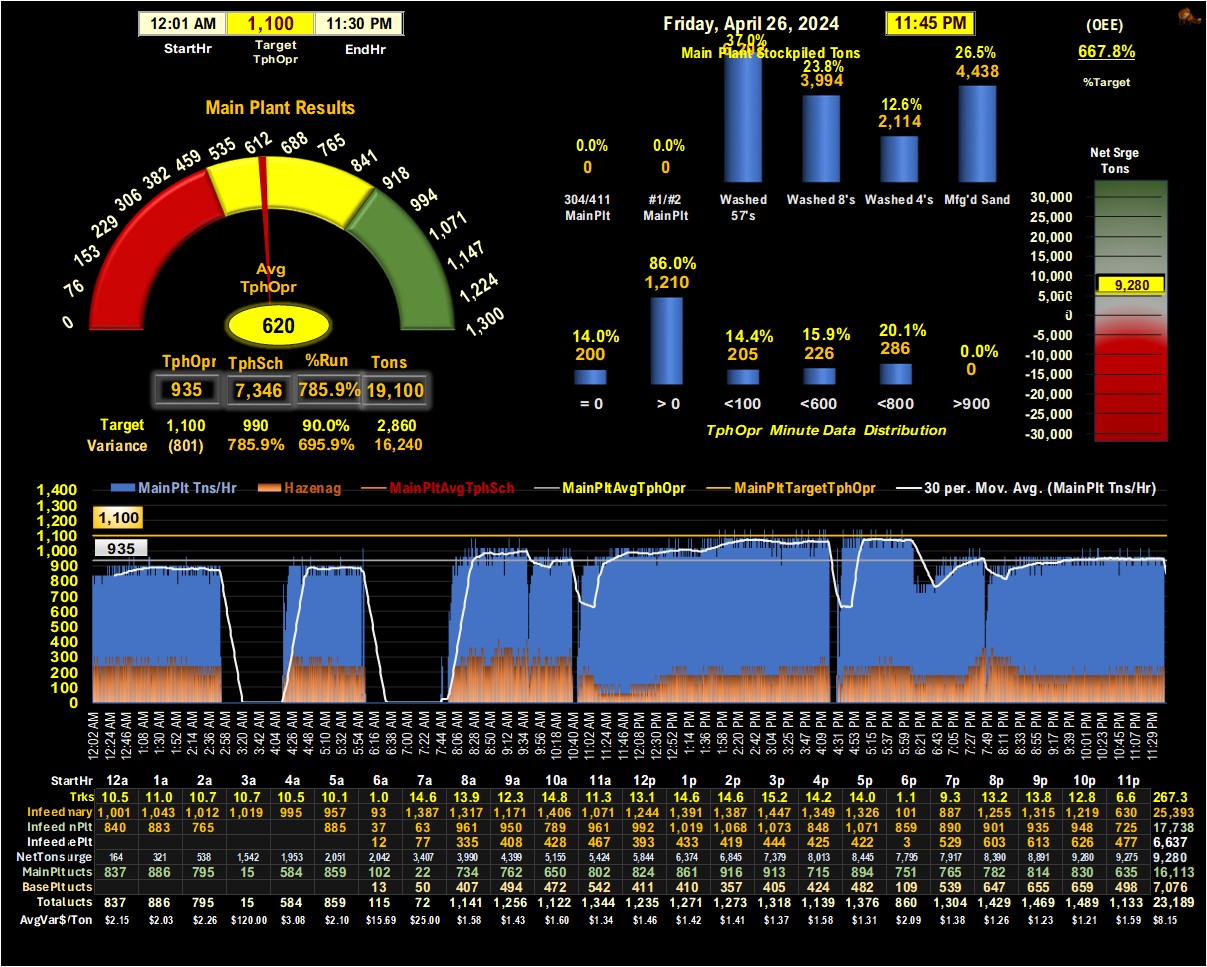 12:01 AM 1,100 11:30 PM
StartHr Target TphOpr EndHr
Friday, April 26, 2024 11:45 PM
(OEE)
667.8%
%Target
Main Plant Stockpiled Tons
37.0% 23.8% 12.6% 26.5%
3,994 2,114 4,438
0.0% 0.0%
0 0
304/411 MainPlt #1/#2 MainPlt Washed 57's Washed 8's Washed 4's Mfg'd Sand
Main Plant Results
0 76 153 229 306 382 459 535 612 688 765 841 918 994 1,071 1,147 1,224 1,300
Avg
TphOpr
620
TphOpr TphSch %Run Tons
935 7,346 785.9% 19,100
Target 1,100 990 90.0% 2,860
Variance (801) 785.9% 695.9% 16,240
14.0% 86.0% 14.4% 15.9% 20.1% 0.0%
200 1,210 205 226 286 0
= 0 > 0 <100 <600 <800 >900
TphOpr Minute Data Distribution
Net Srge
Tons
30,000
25,000
20,000
15,000
10,000
9,280
5,000
0
-5,000
-10,000
-15,000
-20,000
-25,000
-30,000
MainPlt Tns/Hr Hazenag MainPltAvgTphSch MainPltAvgTphOpr MainPltTargetTphOpr 30 per. Mov. Avg. (MainPlt Tns/Hr)
1,400
1,300
1,200
1,100
1,000
900
800
700
600
500
400
300
200
100
0
1,100
935
12:02 AM 12:24 AM 12:46 AM 1:08 AM 1:30 AM 1:52 AM 2:14 AM 2:36 AM 2:58 AM 3:20 AM 3:42 AM 4:04 AM 4:26 AM 4:48 AM 5:10 AM 5:32 AM 5:54 AM 6:16 AM 6:38 AM 7:00 AM 7:22 AM 7:44 AM 8:06 AM 8:28 AM 8:50 AM 9:12 AM 9:34 AM 9:56 AM 10:18 AM 10:40 AM 11:02 AM 11:24 AM 11:46 AM 12:08 PM 12:30 PM 12:52 PM 1:14 PM 1:36 PM 1:58 PM 2:20 PM 2:42 PM 3:04 PM 3:25 PM 3:47 PM 4:09 PM 4:31 PM 4:53 PM 5:15 PM 5:37 PM 5:59 PM 6:21 PM 6:43 PM 7:05 PM 7:27 PM 7:49 PM 8:11 PM 8:33 PM 8:55 PM 9:17 PM 9:39 PM 10:01 PM 10:23 PM 10:45 PM 11:07 PM 11:29 PM
StartHr 12a 1a 2a 3a 4a 5a 6a 7a 8a 9a 10a 11a 12p 1p 2p 3p 4p 5p 6p 7p 8p 9p 10p 11p
Trks 10.5 11.0 10.7 10.7 10.5 10.1 1.0 14.6 13.9 12.3 14.8 11.3 13.1 14.6 14.6 15.2 14.2 14.0 1.1 9.3 13.2 13.8 12.8 6.6 267.3
Infeed mary 1,001 1,043 1,012 1,019 995 957 93 1,387 1,317 1,171 1,406 1,071 1,244 1,391 1,387 1,447 1,349 1,326 101 887 1,255 1,315 1,219 630 25,393
Infeed nPlt 840 883 765 885 37 63 961 950 789 961 992 1,019 1,068 1,073 848 1,071 859 890 901 935 948 725 17,738
Infeed ePlt 12 77 335 408 428 467 393 433 419 444 425 422 3 529 603 613 626 477 6,637
NetTons urge 164 321 538 1,542 1,953 2,051 2,042 3,407 3,990 4,399 5,155 5,424 5,844 6,374 6,845 7,379 8,013 8,445 7,795 7,917 8,390 8,891 9,280 9,275 9,280
MainPlt ucts 837 886 795 15 584 859 102 22 734 762 650 802 824 861 916 913 715 894 751 765 782 814 830 635 16,113
BasePlt ucts 13 50 407 494 472 542 411 410 357 405 424 482 109 539 647 655 659 498 7,076
Total ucts 837 886 795 15 584 859 115 72 1,141 1,256 1,122 1,344 1,235 1,271 1,273 1,318 1,139 1,376 860 1,304 1,429 1,469 1,489 1,133 23,189
AvgVar$/Ton $2.15 $2.03 $2.26 $120.00 $3.08 $2.10 $15.69 $25.00 $1.58 $1.43 $1.60 $1.34 $1.46 $1.42 $1.41 $1.37 $1.58 $1.31 $2.09 $1.38 $1.26 $1.23 $1.21 $1.59 $8.15